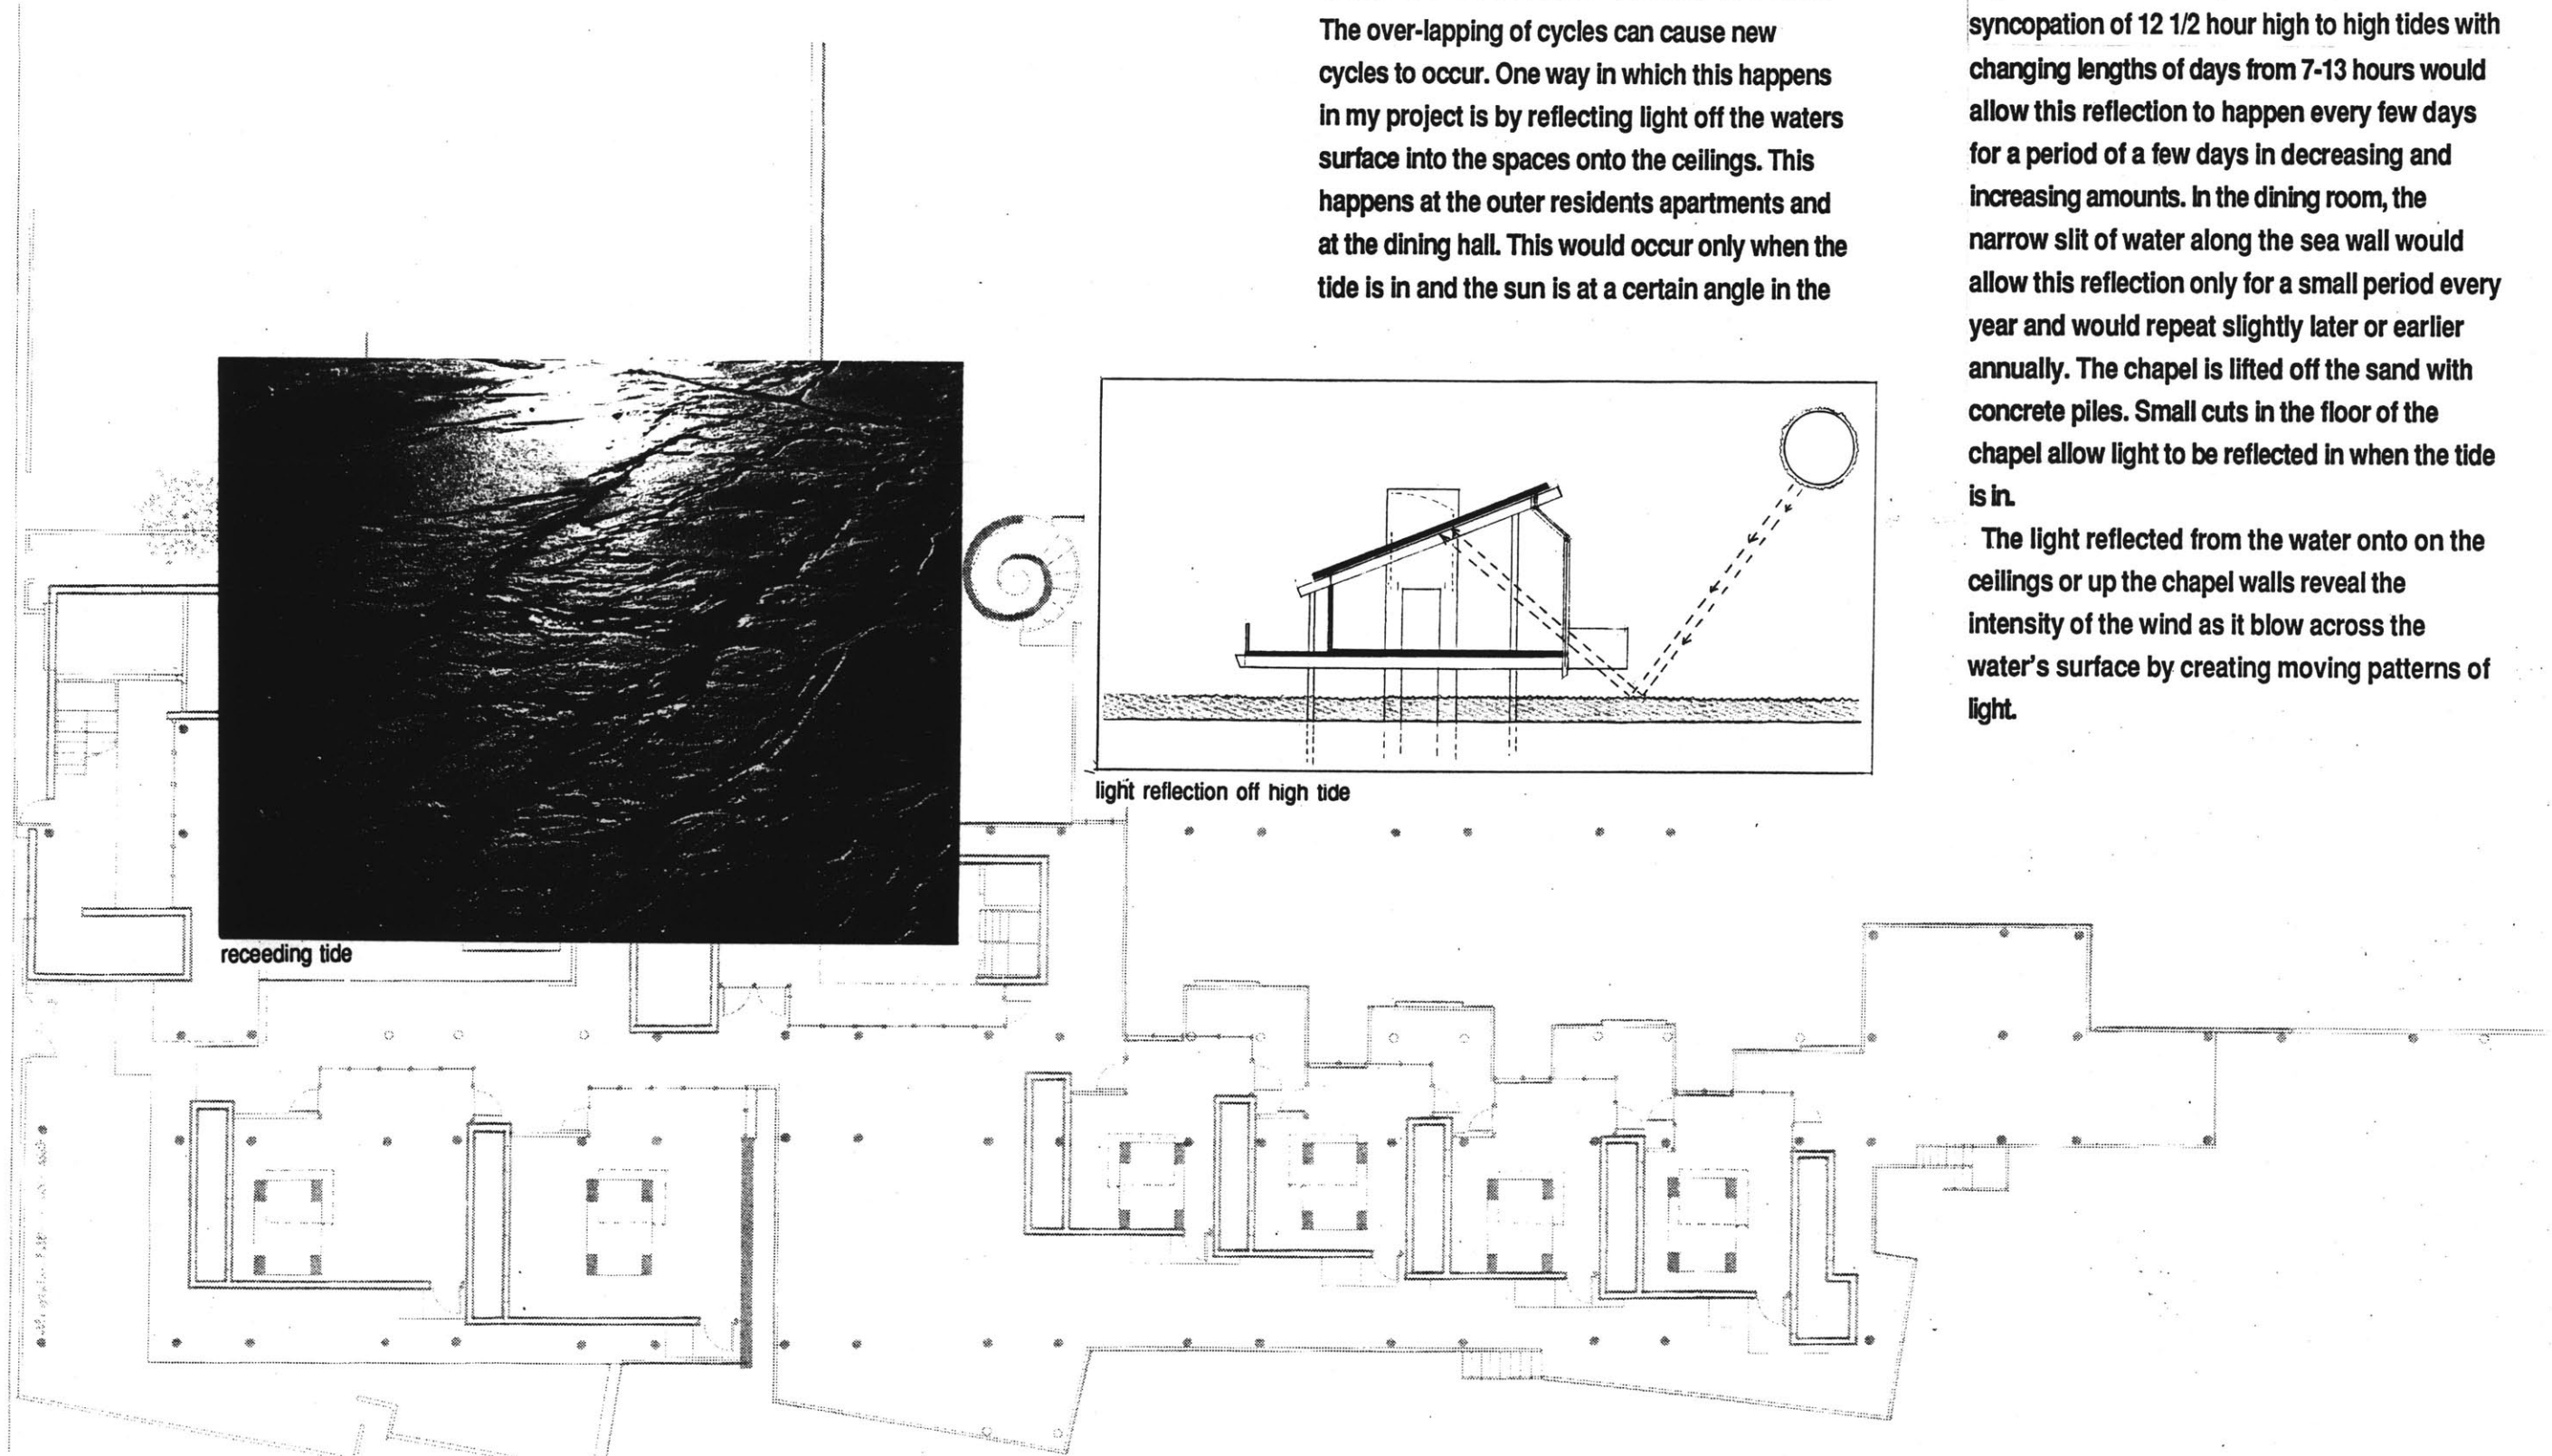 The over-lapping of cycles can cause new
cycles to occur. One way in which this happens
in my project is by reflecting light off the waters
surface into the spaces onto the ceilings. This
happens at the outer residents apartments and
at the dining hall. This would occur only when the
tide is in and the sun is at a certain angle in the
syncopation of 12 1/2 hour high to high tides with
changing lengths of days from 7-13 hours would
allow this reflection to happen every few days
for a period of a few days in decreasing and
increasing amounts. In the dining room, the
narrow slit of water along the sea wall would
allow this reflection only for a small period every
year and would repeat slightly later or earlier
annually. The chapel is lifted off the sand with
concrete piles. Small cuts in the floor of the
chapel allow light to be reflected in when the tide
is in.
The light reflected from the water onto on the
ceilings or up the chapel walls reveal the
intensity of the wind as it blow across the
water's surface by creating moving patterns of
light.
light reflection off high tide
receeding tide